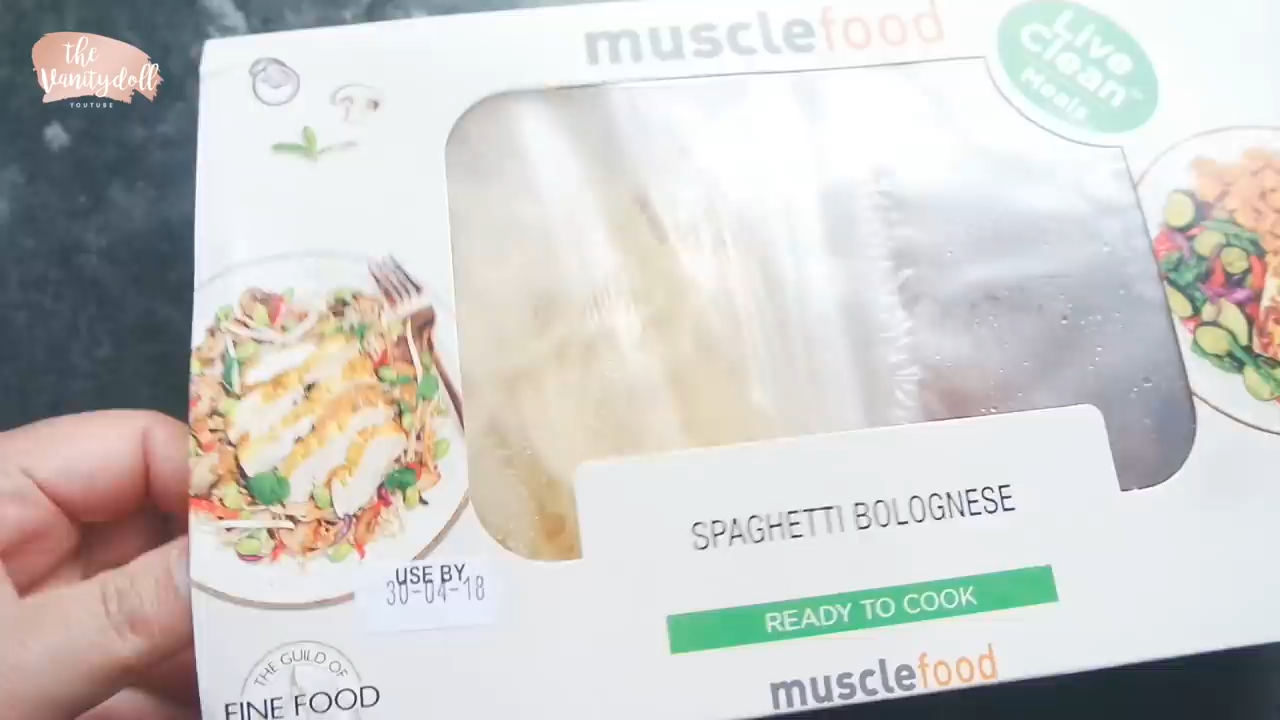 the
Vanitydoll
YOUTUBE
musclefood
Live
Clean
Meals
SPAGHETTI BOLOGNESE
USE BY
30-04-18
READY TO COOK
THE GUILD OF
FINE FOOD
musclefood